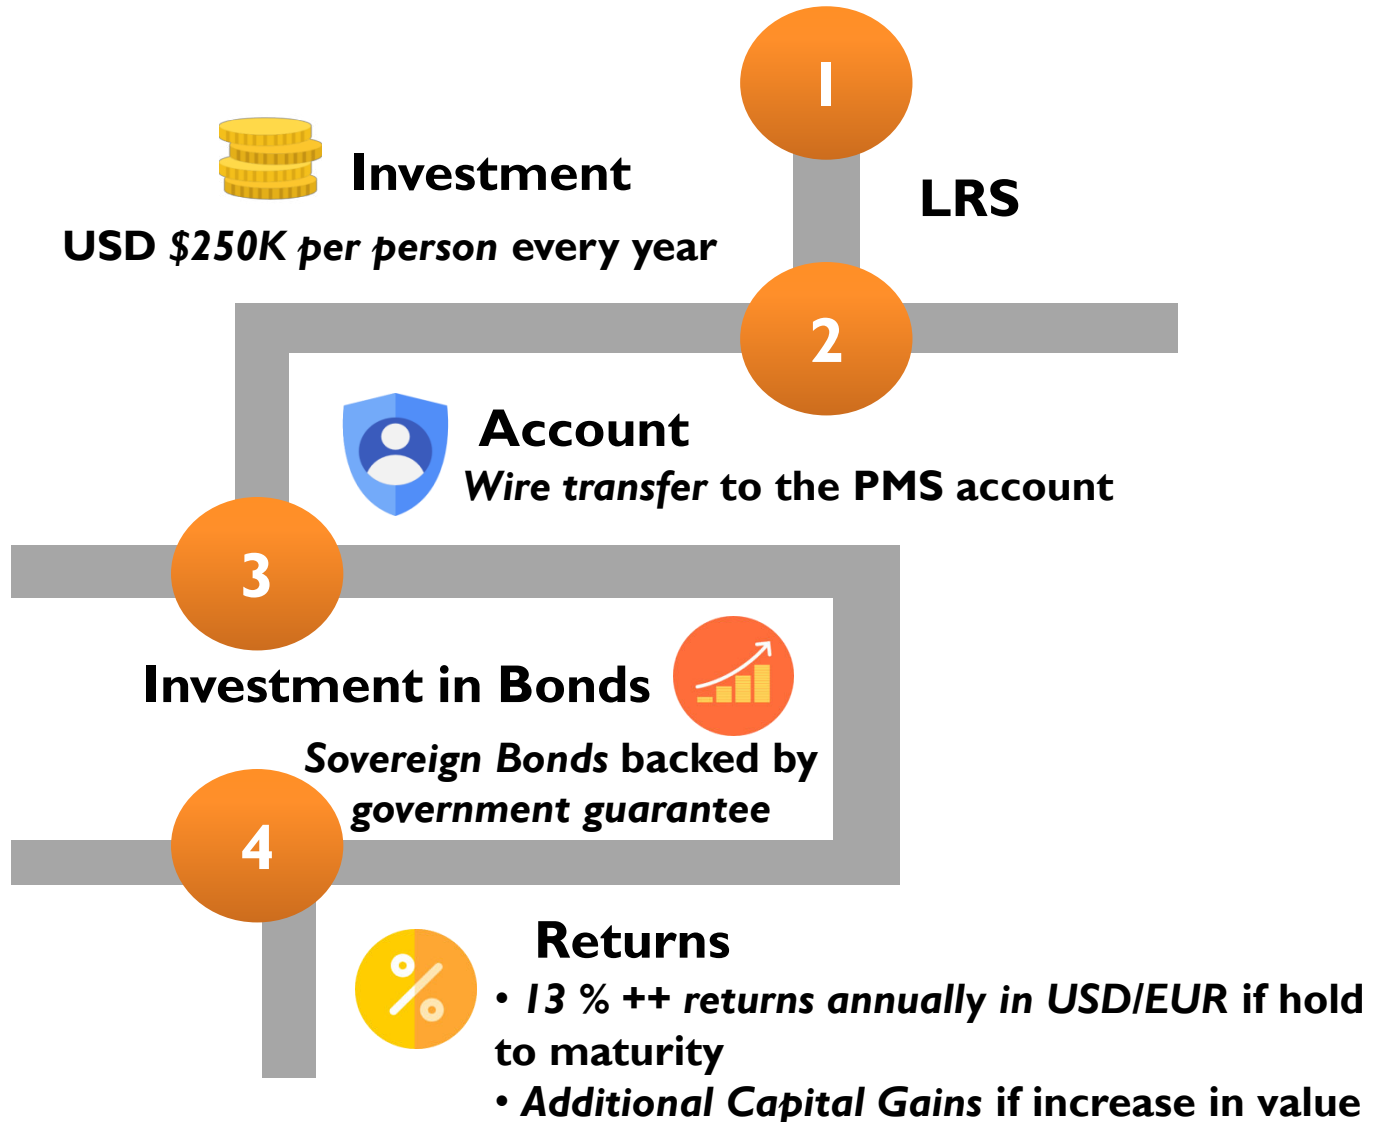 1
Investment
LRS
USD $250K per person every year
2
Account
Wire transfer to the PMS account
3
Investment in Bonds
Sovereign Bonds backed by
government guarantee
4
Returns
• 13 % ++ returns annually in USD/EUR if hold
to maturity
• Additional Capital Gains if increase in value